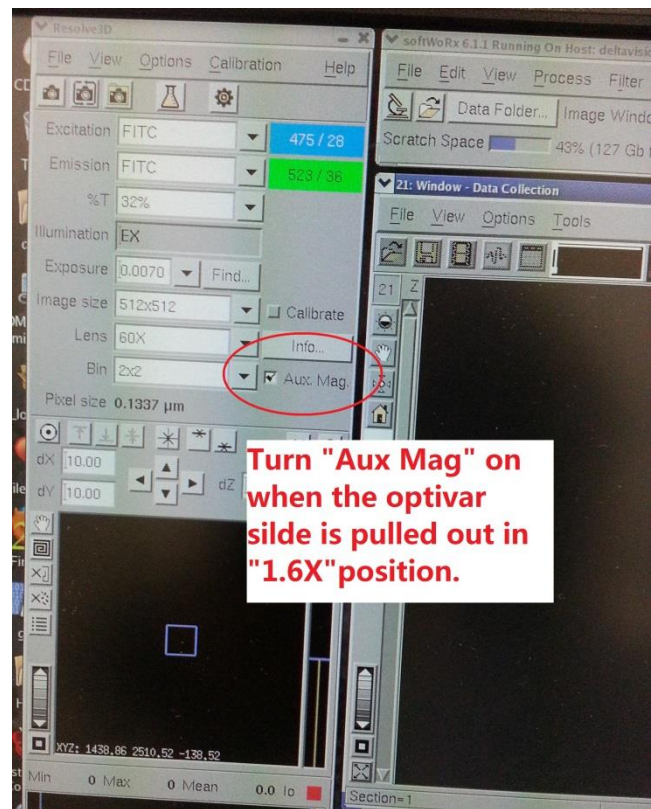 Resolve3D
File View Options Calibration Help
Excitation FITC 475 / 28
Emission FITC 523 / 36
%T 32%
Illumination EX
Exposure 0.0070 Find...
Image size 512x512 Calibrate
Lens 60X Info...
Bin 2x2 Aux. Mag.
Pixel size 0.1337 µm
dX 10.00
dY 10.00 dZ
XYZ: 1438.86 2510.52 -138.52
Min 0 Max 0 Mean 0.0
softWoRx 6.1.1 Running On Host: deltavisi
File Edit View Process Filter
Data Folder... Image Windo
Scratch Space 43% (127 Gb
21: Window - Data Collection
File View Options Tools
21 Z
Section=1
Turn "Aux Mag" on
when the optivar
silde is pulled out in
"1.6X"position.